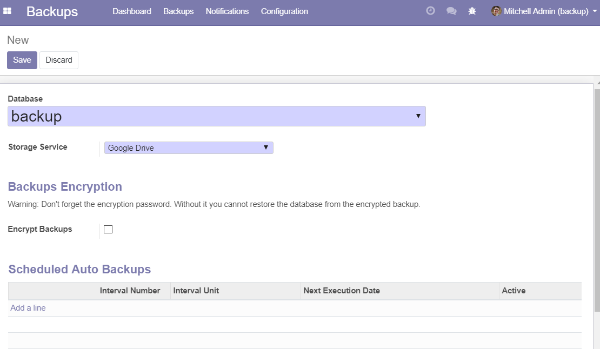 Backups Dashboard Backups Notifications Configuration Mitchell Admin (backup)
New
Save Discard
Database
backup
Storage Service Google Drive
Backups Encryption
Warning: Don't forget the encryption password. Without it you cannot restore the database from the encrypted backup.
Encrypt Backups
Scheduled Auto Backups
Interval Number Interval Unit Next Execution Date Active
Add a line